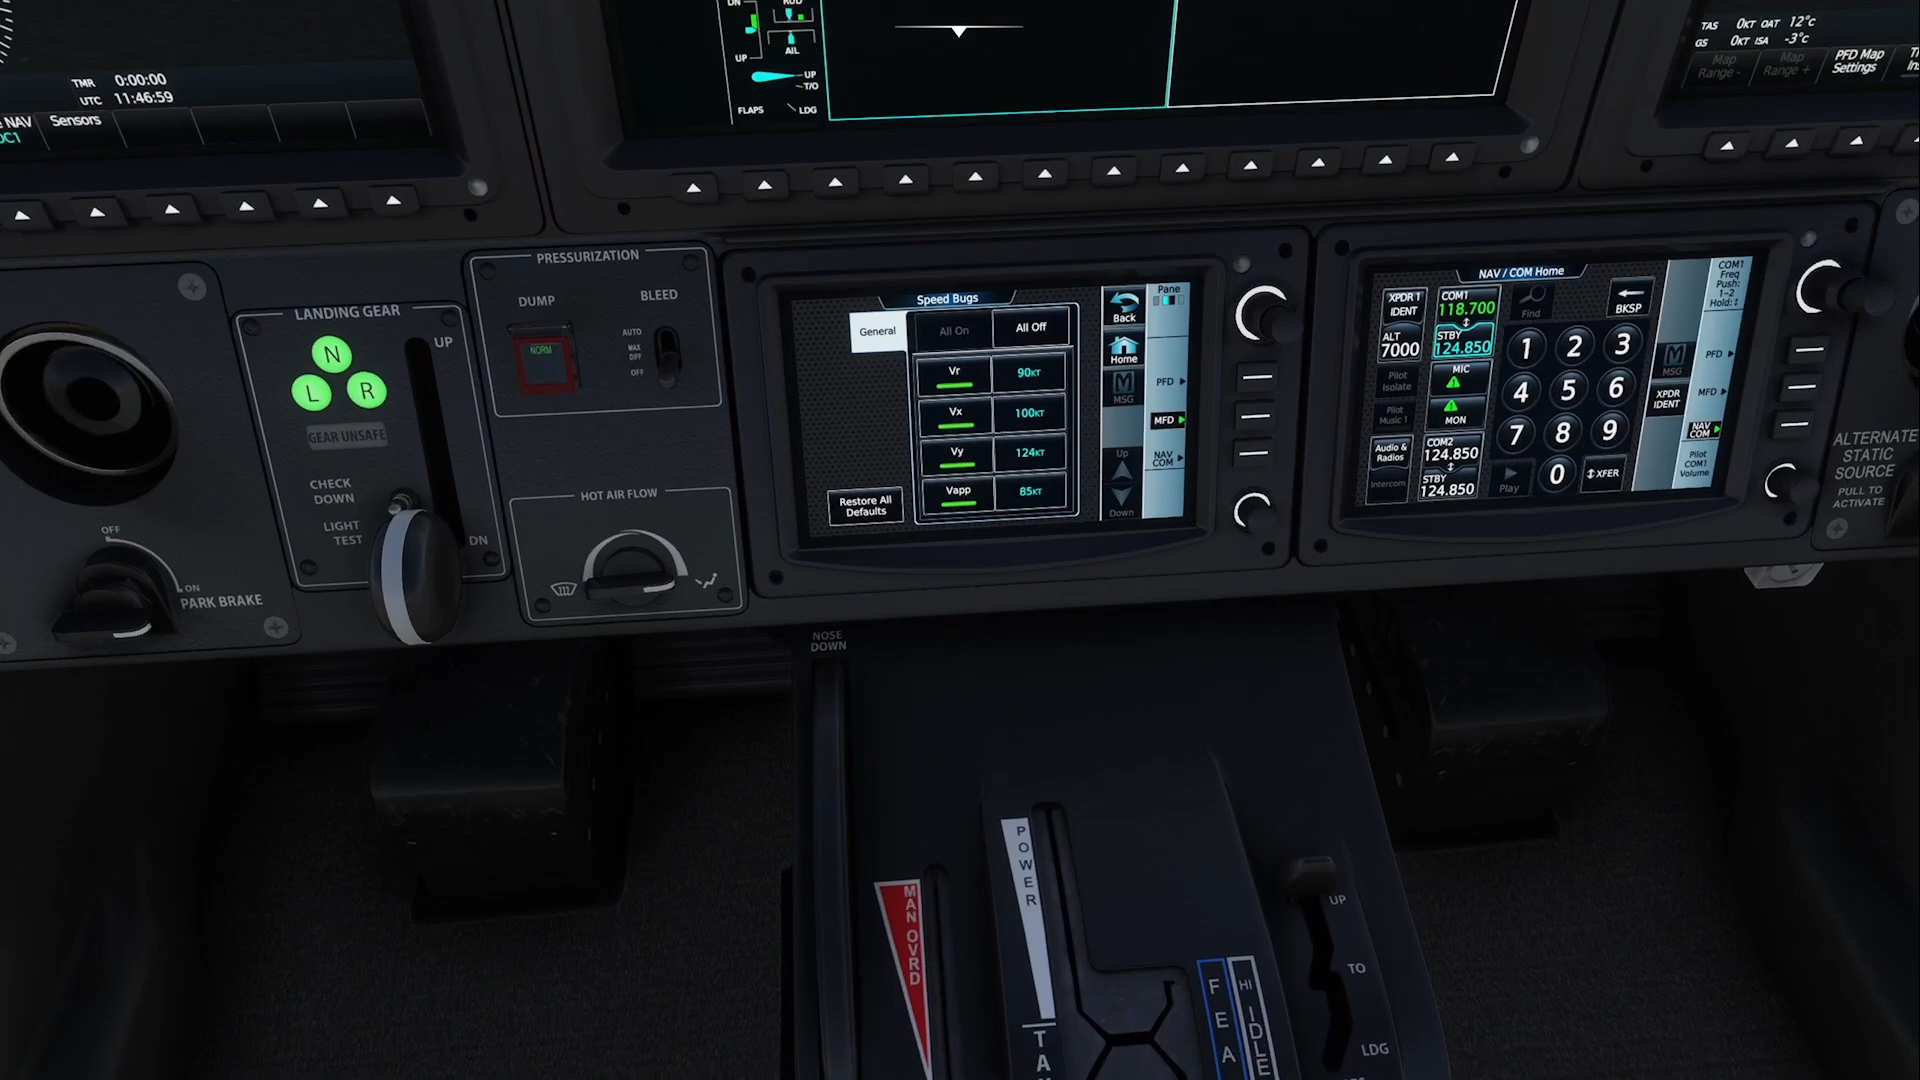 DN
RUD
AIL
UP
UP
T/O
FLAPS
LDG
TMR 0:00:00
UTC 11:46:59
NAV
Sensors
TAS 0KT OAT 12°C
GS 0KT ISA -3°C
Map
Range -
Map
Range +
PFD Map
Settings
LANDING GEAR
N
L R
GEAR UNSAFE
UP
CHECK
DOWN
LIGHT
TEST
DN
OFF
ON
PARK BRAKE
PRESSURIZATION
DUMP
NORM
BLEED
AUTO
MAX
DIFF
OFF
HOT AIR FLOW
Speed Bugs
General
All On
All Off
Vr 90KT
Vx 100KT
Vy 124KT
Vapp 85KT
Restore All
Defaults
Back
Home
MSG
Up
Down
Pane
PFD
MFD
NAV
COM
NAV / COM Home
XPDR 1
IDENT
ALT
7000
Pilot
Isolate
Pilot
Music 1
Audio &
Radios
Intercom
COM1
118.700
STBY
124.850
MIC
MON
COM2
124.850
STBY
124.850
Find
BKSP
1 2 3
4 5 6
7 8 9
Play
0
XFER
MSG
XPDR
IDENT
COM1
Freq
Push:
1–2
Hold:↕
PFD
MFD
NAV
COM
Pilot
COM1
Volume
ALTERNATE
STATIC
SOURCE
PULL TO
ACTIVATE
NOSE
DOWN
MAN OVRD
POWER
TA
FEA
HI IDLE
UP
TO
LDG